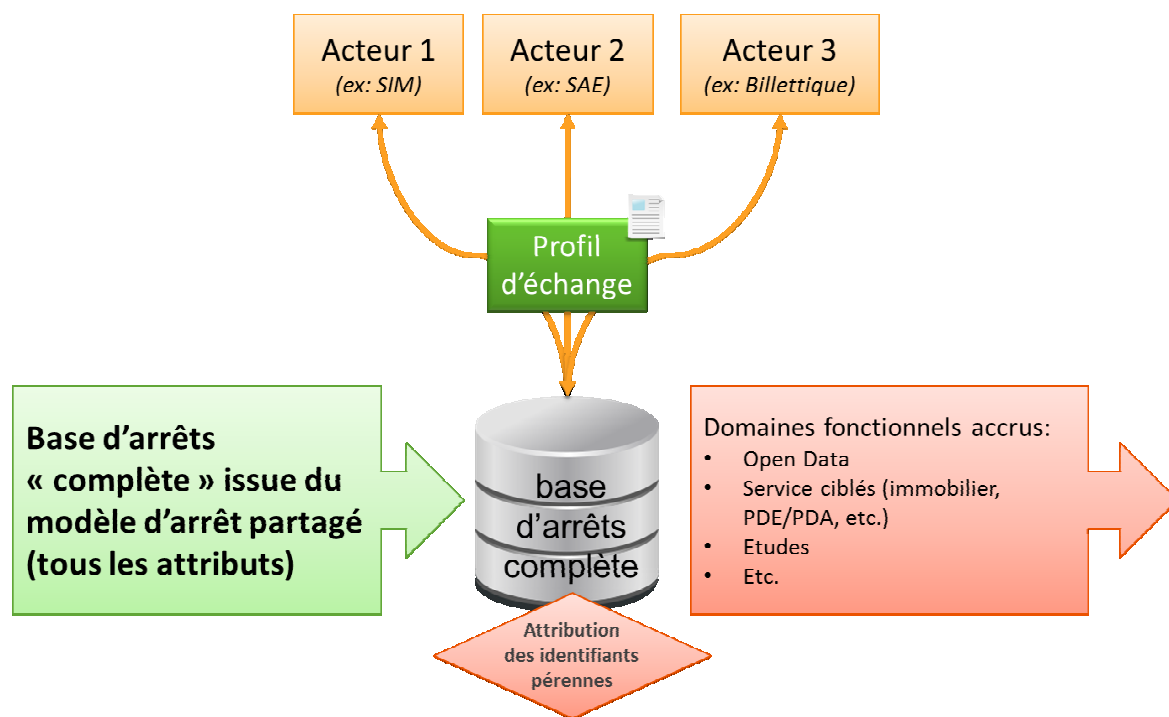 Acteur 1
(ex: SIM)
Acteur 2
(ex: SAE)
Acteur 3
(ex: Billettique)
Profil
d'échange
Base d'arrêts
« complète » issue du
modèle d'arrêt partagé
(tous les attributs)
base
d'arrêts
complète
Attribution
des identifiants
pérennes
Domaines fonctionnels accrus:
• Open Data
• Service ciblés (immobilier,
PDE/PDA, etc.)
• Etudes
• Etc.